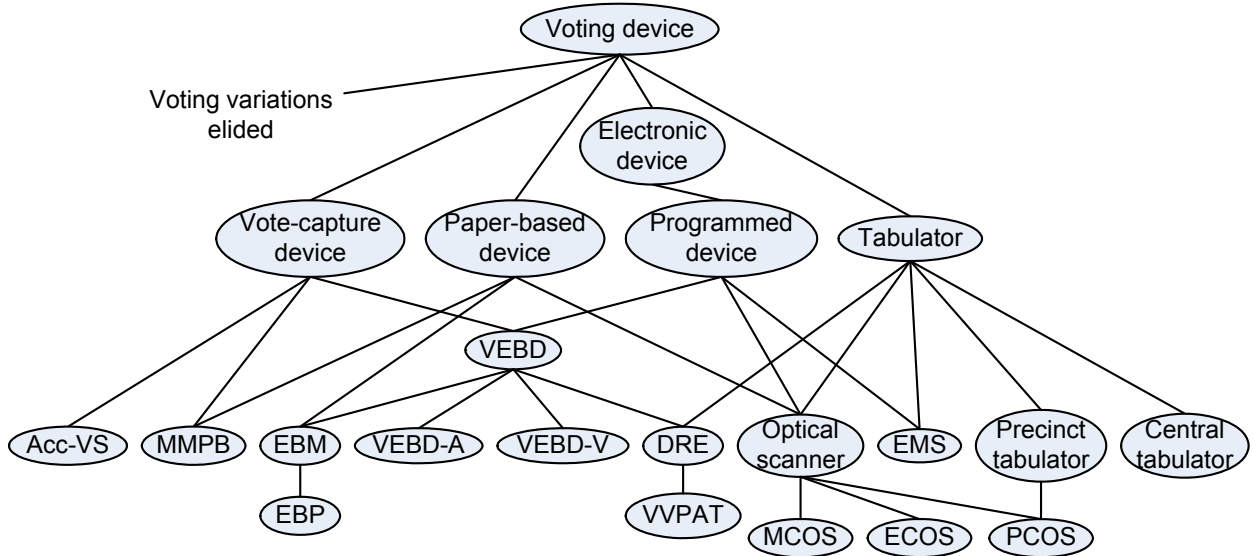 Voting device
Voting variations
elided
Electronic
device
Vote-capture
device
Paper-based
device
Programmed
device
Tabulator
VEBD
Acc-VS
MMPB
EBM
VEBD-A
VEBD-V
DRE
Optical
scanner
EMS
Precinct
tabulator
Central
tabulator
EBP
VVPAT
MCOS
ECOS
PCOS